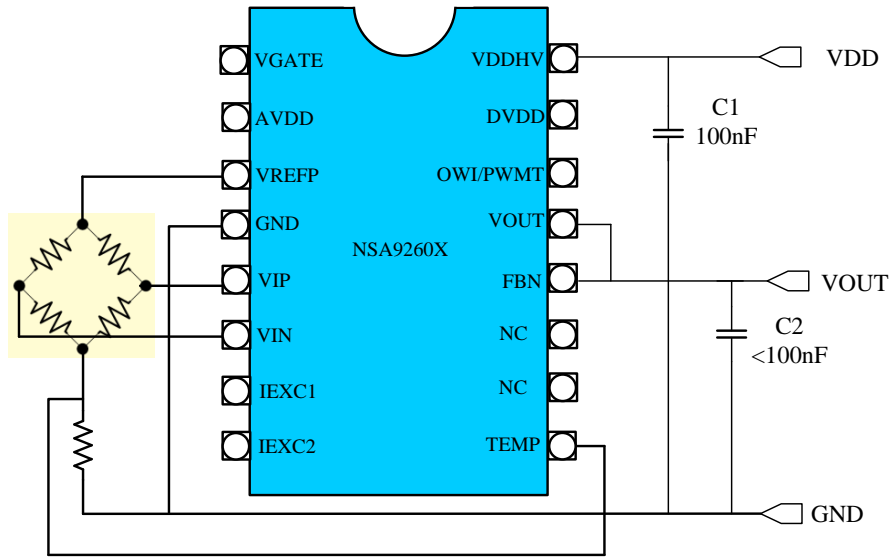 VGATE
AVDD
VREFP
GND
VIP
VIN
IEXC1
IEXC2
NSA9260X
VDDHV
DVDD
OWI/PWMT
VOUT
FBN
NC
NC
TEMP
C1
100nF
C2
<100nF
VDD
VOUT
GND